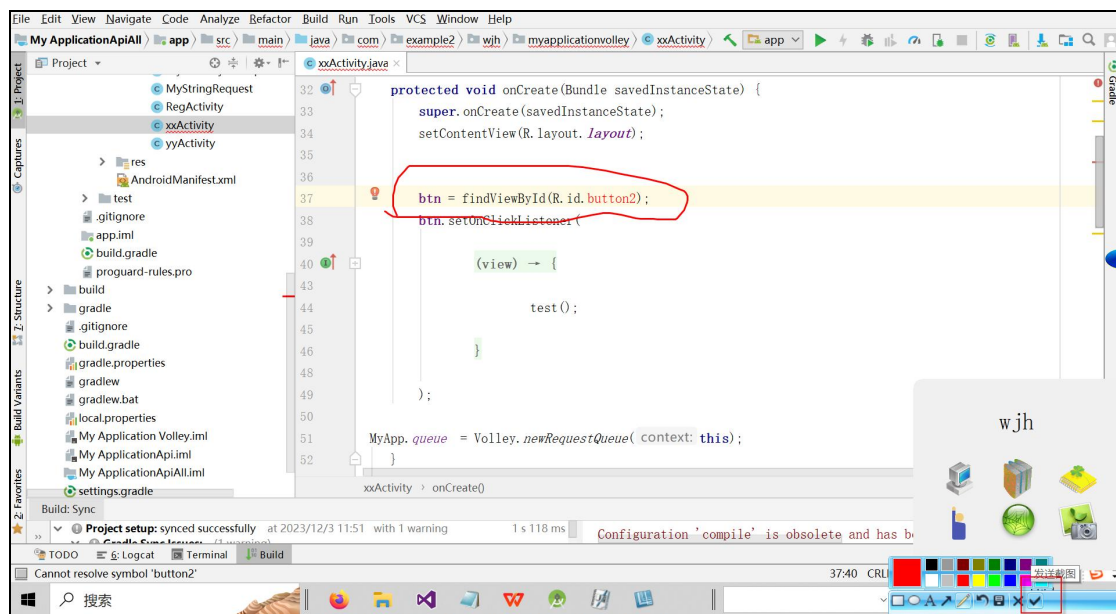 File Edit View Navigate Code Analyze Refactor Build Run Tools VCS Window Help
My ApplicationApiAll app src main java com example2 wjh myapplicationvolley xxActivity app
Project
xxActivity.java
1: Project
Captures
7: Structure
Build Variants
2: Favorites
Gradle
MyStringRequest
RegActivity
xxActivity
yyActivity
res
AndroidManifest.xml
test
.gitignore
app.iml
build.gradle
proguard-rules.pro
build
gradle
.gitignore
build.gradle
gradle.properties
gradlew
gradlew.bat
local.properties
My Application Volley.iml
My ApplicationApi.iml
My ApplicationApiAll.iml
settings.gradle
32 protected void onCreate(Bundle savedInstanceState) {
33 super.onCreate(savedInstanceState);
34 setContentView(R.layout.layout);
35
36
37 btn = findViewById(R.id.button2);
38 btn.setOnClickListener(
39
40 (view) → {
43
44 test();
45
46 }
48
49 );
50
51 MyApp.queue = Volley.newRequestQueue( context: this);
52 }
xxActivity › onCreate()
wjh
Build: Sync
Project setup: synced successfully at 2023/12/3 11:51 with 1 warning 1 s 118 ms
Gradle Sync Issues: (1 warning)
Configuration 'compile' is obsolete and has b
TODO 6: Logcat Terminal Build
Cannot resolve symbol 'button2'
37:40 CRL
发送截图
搜索